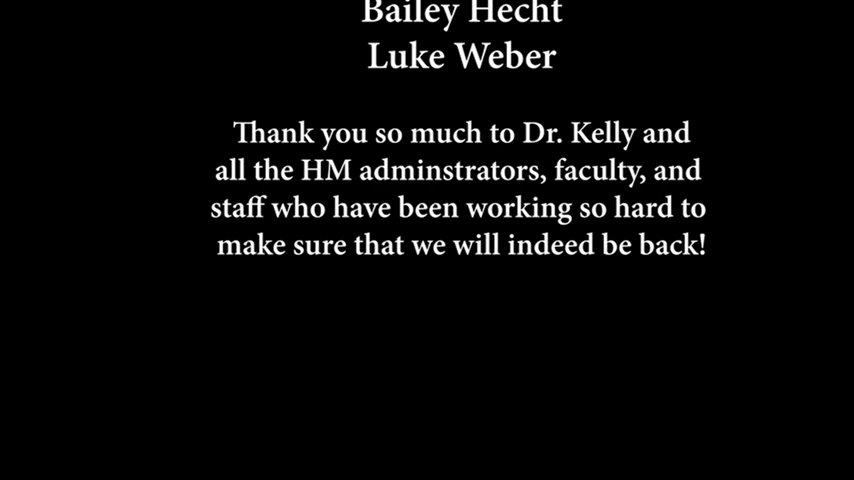 Bailey Hecht
Luke Weber
Thank you so much to Dr. Kelly and
all the HM adminstrators, faculty, and
staff who have been working so hard to
make sure that we will indeed be back!